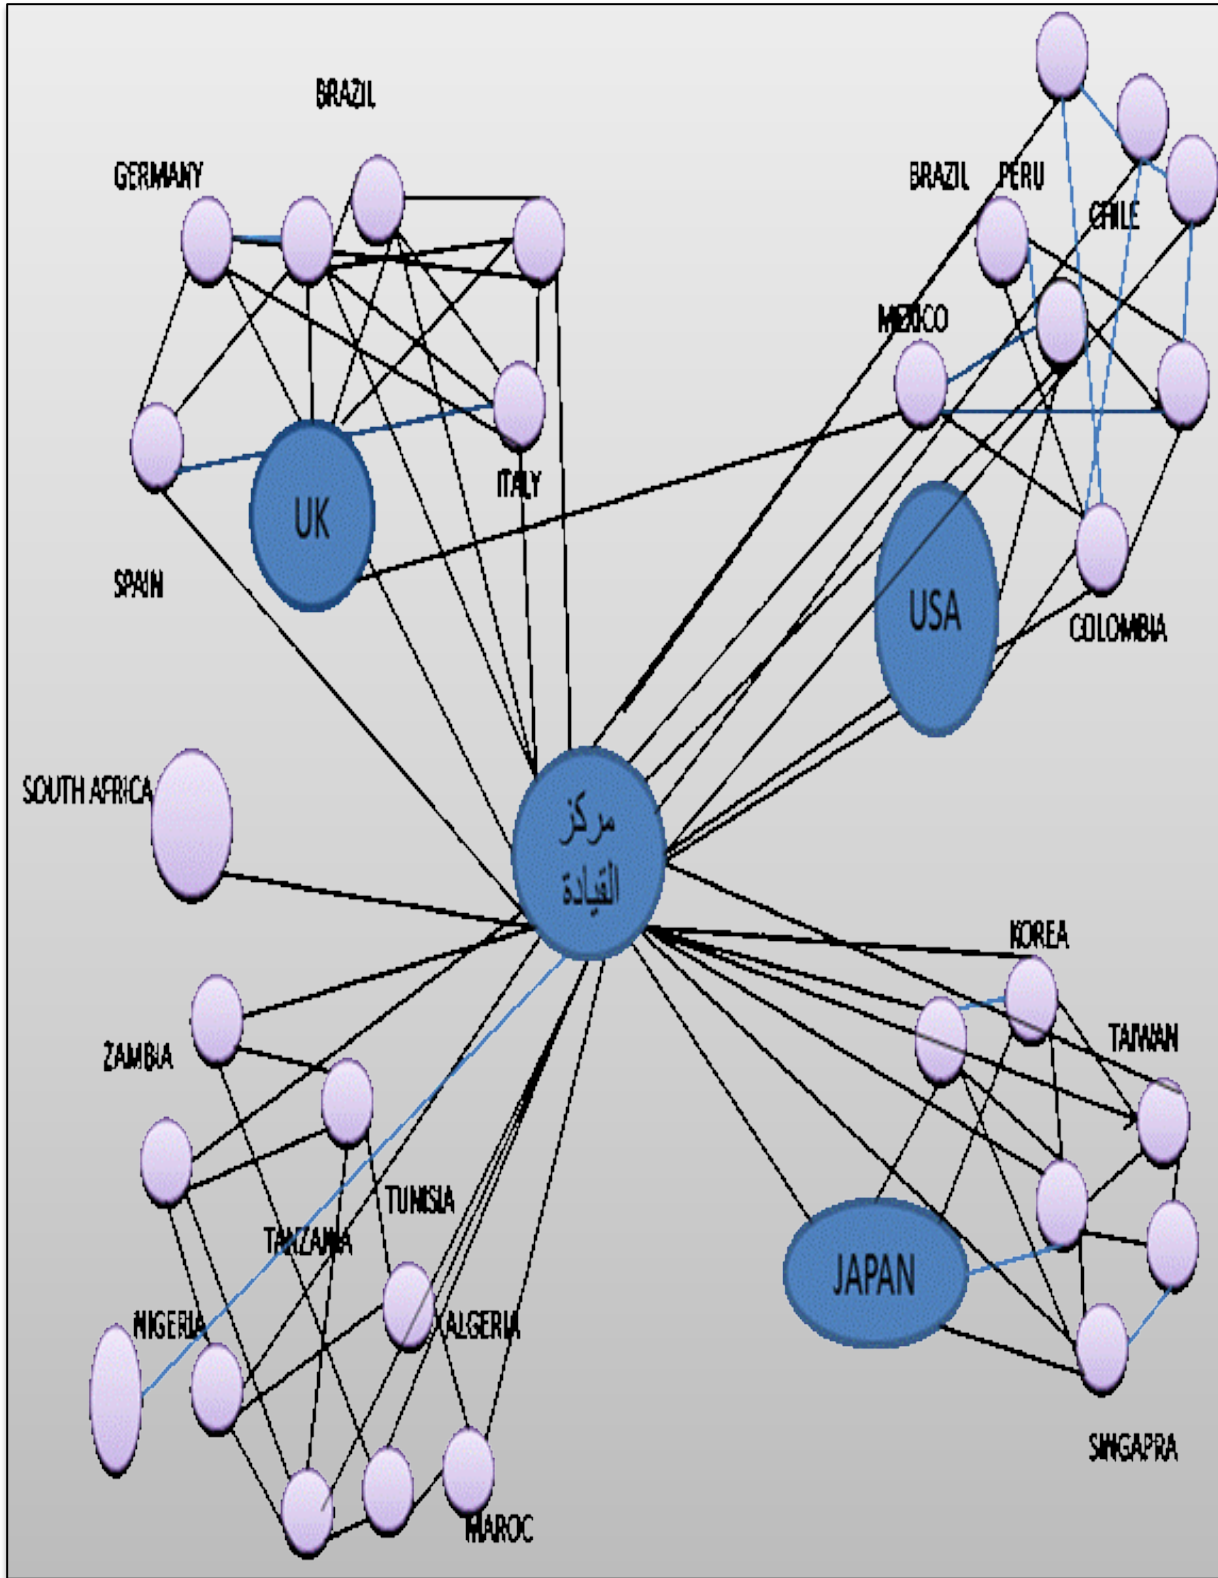 BRAZIL
GERMANY
BRAZIL PERU
CHILE
MEXICO
ITALY
UK
SPAIN
USA
COLOMBIA
SOUTH AFRICA
مركز
القيادة
KOREA
TAIWAN
ZAMBIA
TUNISIA
TANZANIA
JAPAN
NIGERIA
ALGERIA
SINGAPRA
MAROC